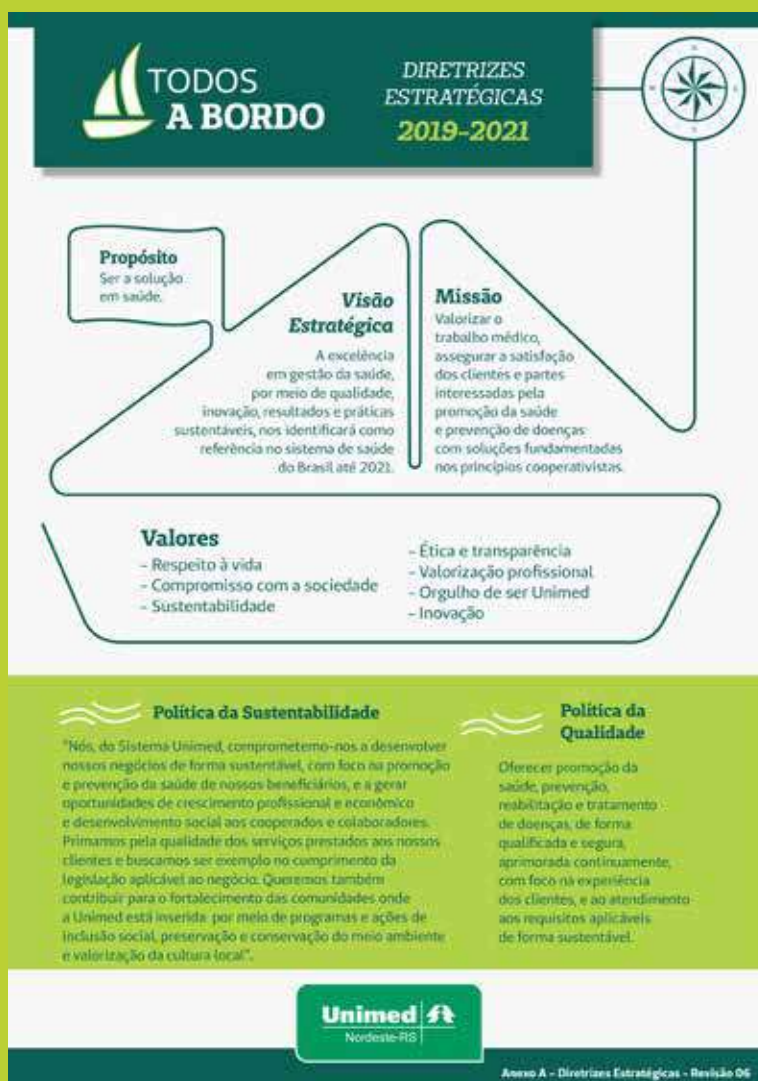 TODOS
A BORDO
DIRETRIZES
ESTRATÉGICAS
2019-2021
Propósito
Ser a solução
em saúde.
Visão
Estratégica
A excelência
em gestão da saúde,
por meio de qualidade,
inovação, resultados e práticas
sustentáveis, nos identificará como
referência no sistema de saúde
do Brasil até 2021.
Missão
Valorizar o
trabalho médico,
assegurar a satisfação
dos clientes e partes
interessadas pela
promoção da saúde
e prevenção de doenças
com soluções fundamentadas
nos princípios cooperativistas.
Valores
- Respeito à vida
- Compromisso com a sociedade
- Sustentabilidade
- Ética e transparência
- Valorização profissional
- Orgulho de ser Unimed
- Inovação
Política da Sustentabilidade
"Nós, do Sistema Unimed, comprometemo-nos a desenvolver
nossos negócios de forma sustentável, com foco na promoção
e prevenção da saúde de nossos beneficiários, e a gerar
oportunidades de crescimento profissional e econômico
e desenvolvimento social aos cooperados e colaboradores.
Primamos pela qualidade dos serviços prestados aos nossos
clientes e buscamos ser exemplo no cumprimento da
legislação aplicável ao negócio. Queremos também
contribuir para o fortalecimento das comunidades onde
a Unimed está inserida por meio de programas e ações de
inclusão social, preservação e conservação do meio ambiente
e valorização da cultura local".
Política da
Qualidade
Oferecer promoção da
saúde, prevenção,
reabilitação e tratamento
de doenças, de forma
qualificada e segura,
aprimorada continuamente,
com foco na experiência
dos clientes, e ao atendimento
aos requisitos aplicáveis
de forma sustentável.
Unimed
Nordeste-RS
Anexo A - Diretrizes Estratégicas - Revisão 06